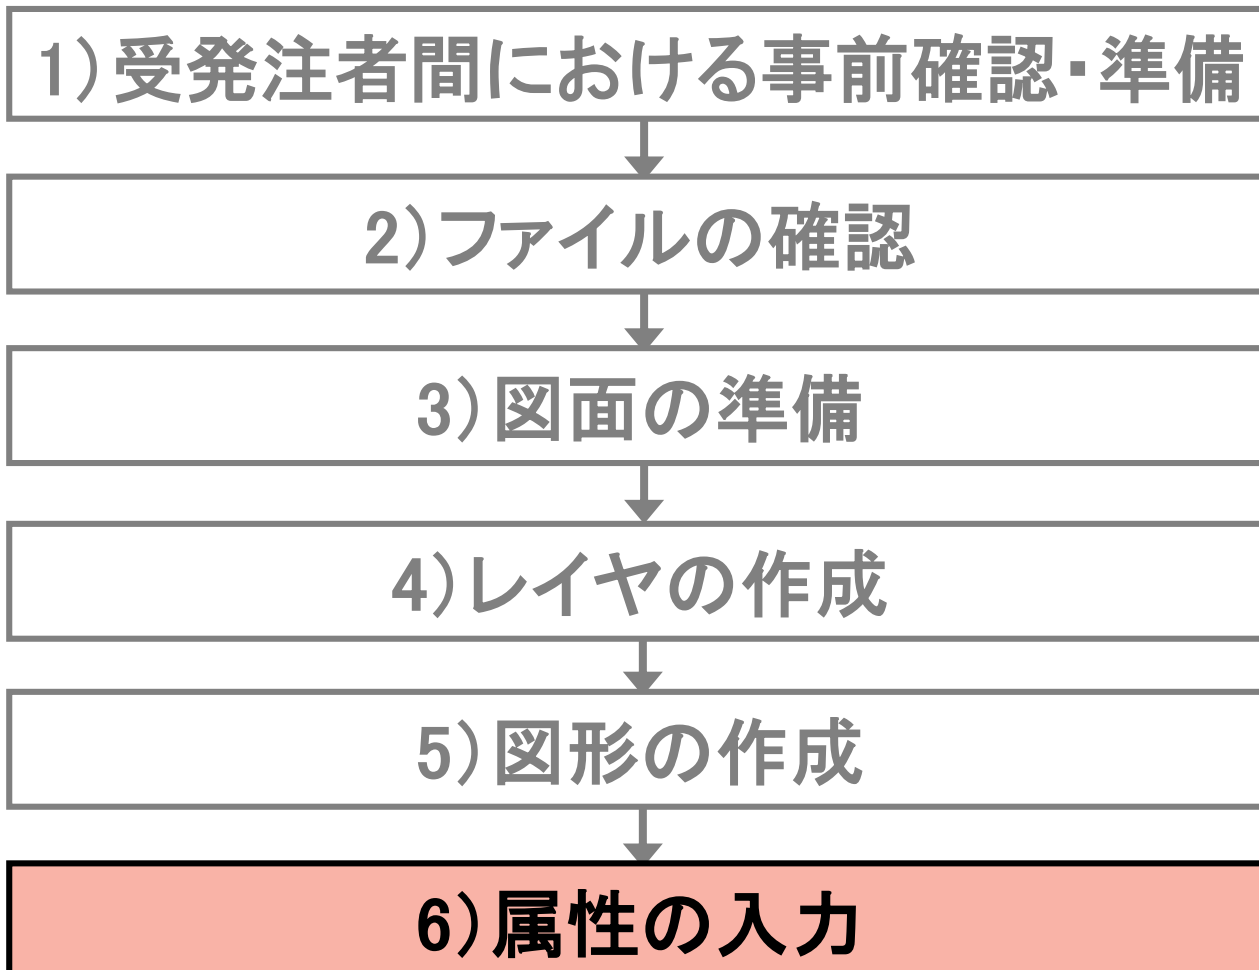 1)受発注者間における事前確認・準備
2)ファイルの確認
3)図面の準備
4)レイヤの作成
5)図形の作成
6)属性の入力